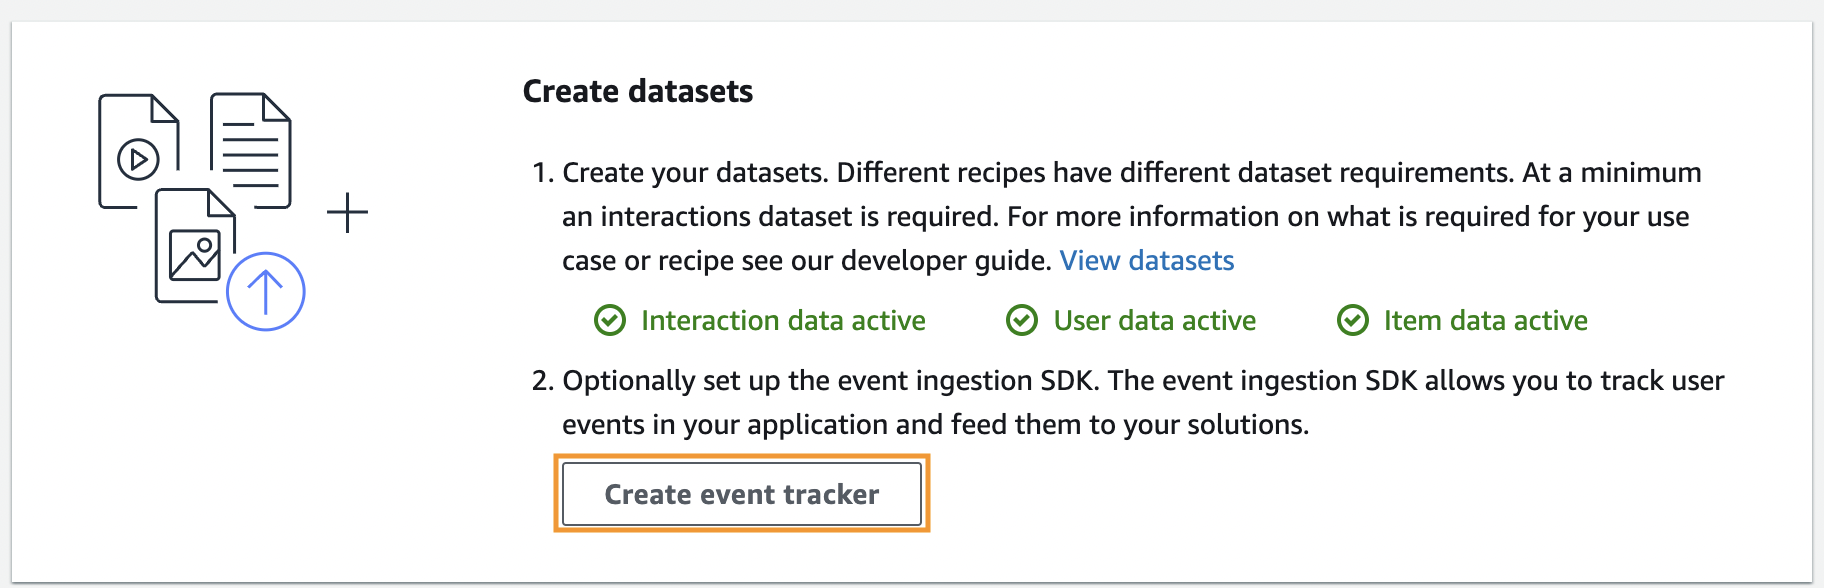 Create datasets
1. Create your datasets. Different recipes have different dataset requirements. At a minimum
an interactions dataset is required. For more information on what is required for your use
case or recipe see our developer guide. View datasets
Interaction data active User data active Item data active
2. Optionally set up the event ingestion SDK. The event ingestion SDK allows you to track user
events in your application and feed them to your solutions.
Create event tracker